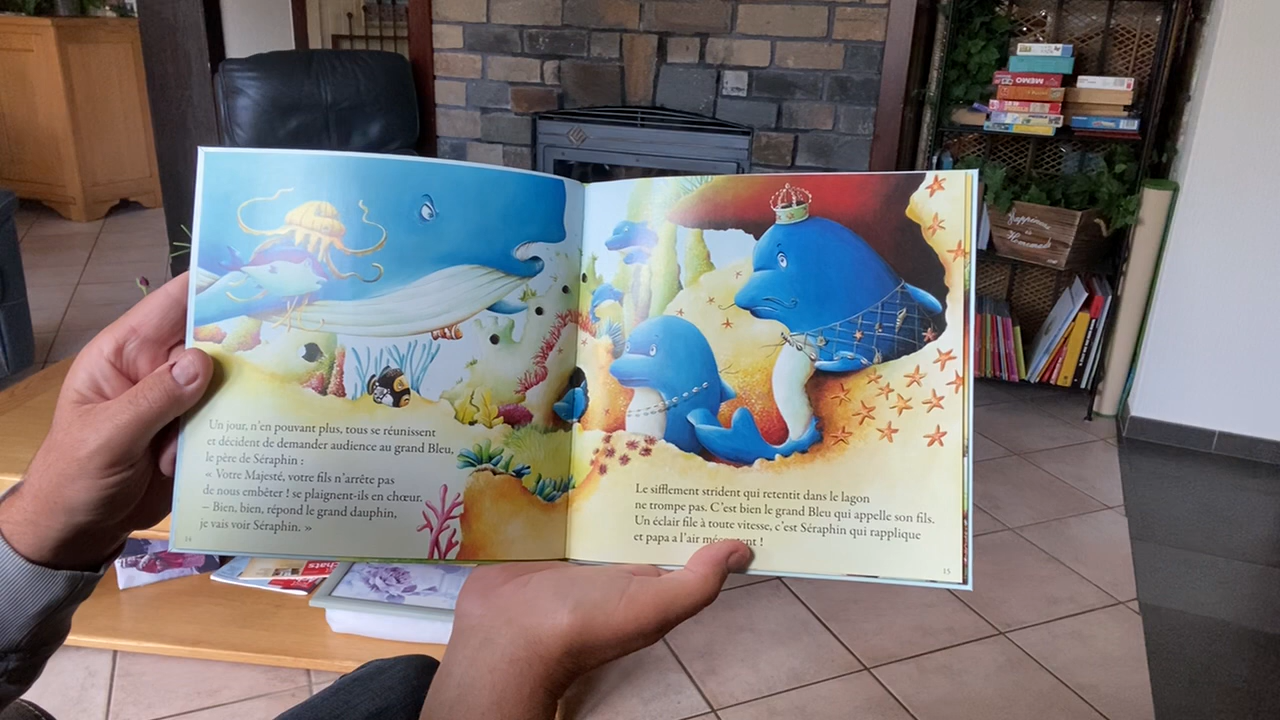 MEMO
Happiness
is
Homemade
Un jour, n'en pouvant plus, tous se réunissent
et décident de demander audience au grand Bleu,
le père de Séraphin :
« Votre Majesté, votre fils n'arrête pas
de nous embêter ! se plaignent-ils en chœur.
– Bien, bien, répond le grand dauphin,
je vais voir Séraphin. »
14
Le sifflement strident qui retentit dans le lagon
ne trompe pas. C'est bien le grand Bleu qui appelle son fils.
Un éclair file à toute vitesse, c'est Séraphin qui rapplique
et papa a l'air !
15